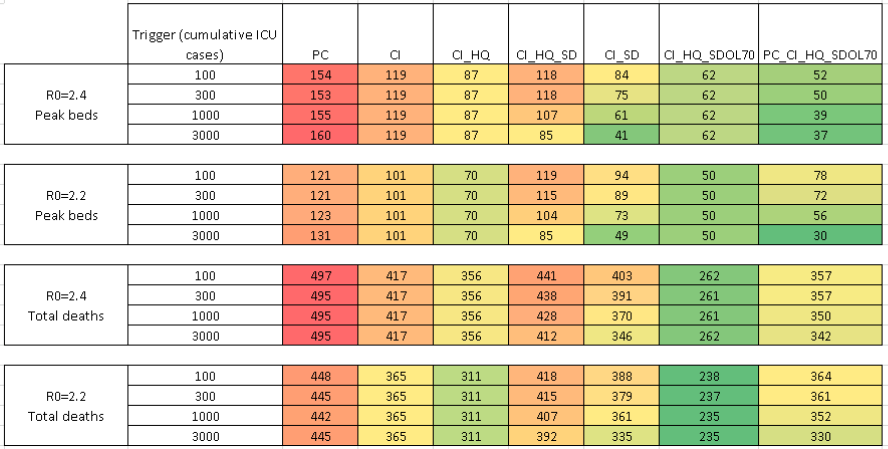 Trigger (cumulative ICU
cases) PC CI CI_HQ CI_HQ_SD CI_SD CI_HQ_SDOL70 PC_CI_HQ_SDOL70
R0=2.4
Peak beds
100 154 119 87 118 84 62 52
300 153 119 87 118 75 62 50
1000 155 119 87 107 61 62 39
3000 160 119 87 85 41 62 37
R0=2.2
Peak beds
100 121 101 70 119 94 50 78
300 121 101 70 115 89 50 72
1000 123 101 70 104 73 50 56
3000 131 101 70 85 49 50 30
R0=2.4
Total deaths
100 497 417 356 441 403 262 357
300 495 417 356 438 391 261 357
1000 495 417 356 428 370 261 350
3000 495 417 356 412 346 262 342
R0=2.2
Total deaths
100 448 365 311 418 388 238 364
300 445 365 311 415 379 237 361
1000 442 365 311 407 361 235 352
3000 445 365 311 392 335 235 330